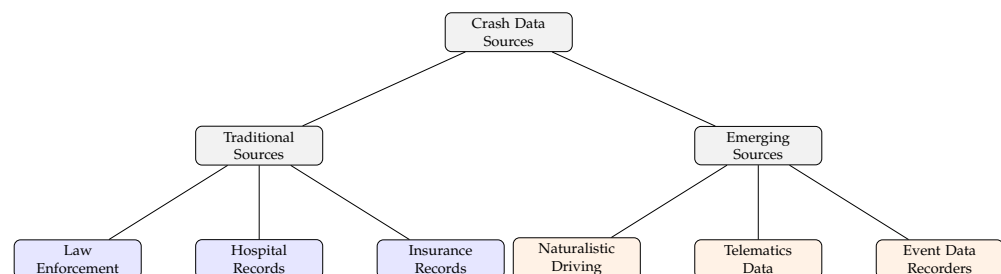 Crash Data
Sources
Traditional
Sources
Emerging
Sources
Law
Enforcement
Hospital
Records
Insurance
Records
Naturalistic
Driving
Telematics
Data
Event Data
Recorders